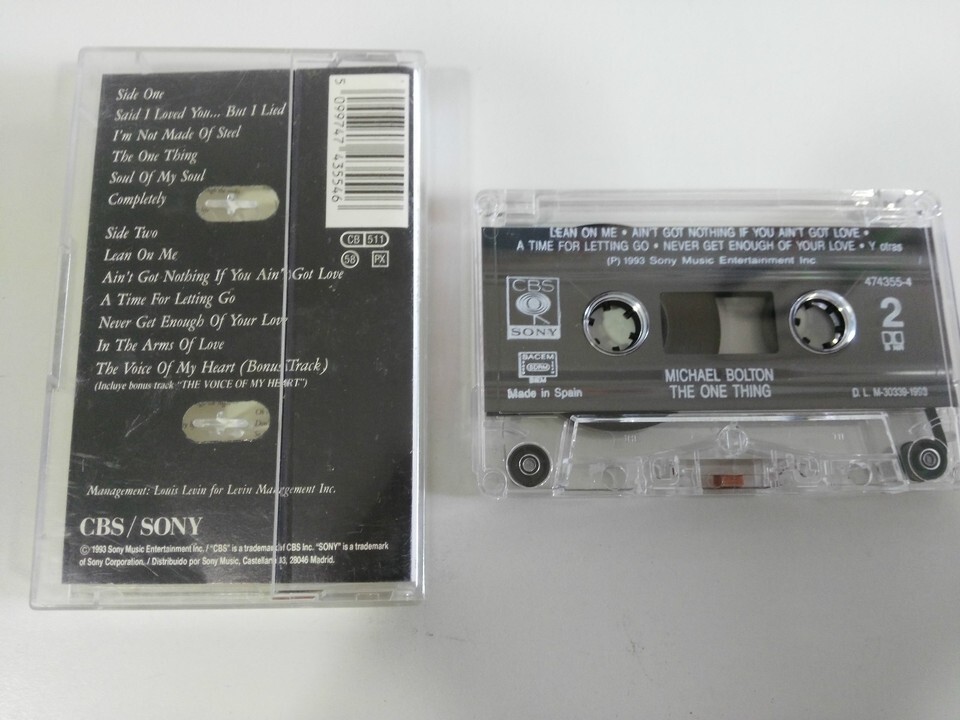 Side One
Said I Loved You... But I Lied
I'm Not Made Of Steel
The One Thing
Soul Of My Soul
Completely
Side Two
Lean On Me
Ain't Got Nothing If You Ain't Got Love
A Time For Letting Go
Never Get Enough Of Your Love
In The Arms Of Love
The Voice Of My Heart (Bonus Track)
(Incluye bonus track "THE VOICE OF MY HEART")
Management: Louis Levin for Levin Management Inc.
CBS / SONY
© 1993 Sony Music Entertainment Inc. / "CBS" is a trademark of CBS Inc. "SONY" is a trademark
of Sony Corporation. / Distribuido por Sony Music, Castellana 93, 28046 Madrid.
5 099747 435546
CB 511
58 PX
LEAN ON ME • AIN'T GOT NOTHING IF YOU AIN'T GOT LOVE •
A TIME FOR LETTING GO • NEVER GET ENOUGH OF YOUR LOVE • Y otras
(P) 1993 Sony Music Entertainment Inc
474355-4
CBS
SONY
2
SACEM
SDRM
Made in Spain
MICHAEL BOLTON
THE ONE THING
D. L. M-30339-1993